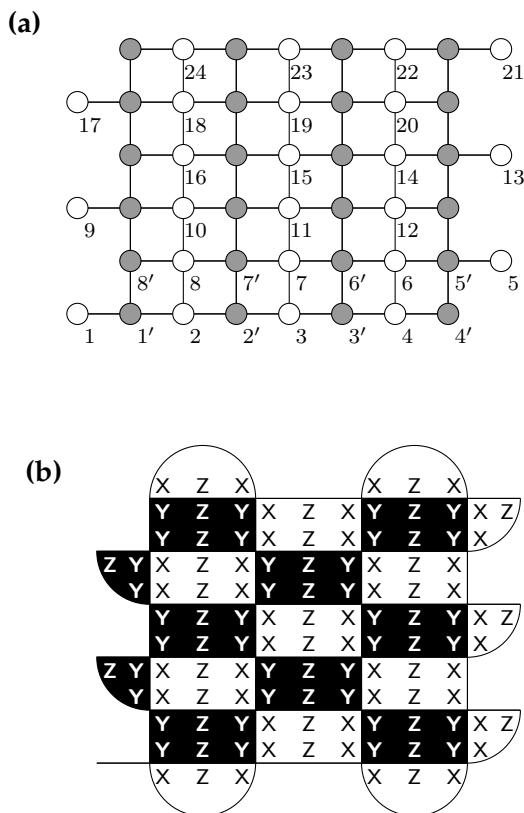 (a)
24 23 22 21
17 18 19 20
16 15 14 13
9 10 11 12
8′ 8 7′ 7 6′ 6 5′ 5
1 1′ 2 2′ 3 3′ 4 4′
(b)
X Z X X Z X
Y Z Y X Z X Y Z Y X Z
Y Z Y X Z X Y Z Y X
Z Y X Z X Y Z Y X Z X
Y X Z X Y Z Y X Z X
Y Z Y X Z X Y Z Y X Z
Y Z Y X Z X Y Z Y X
Z Y X Z X Y Z Y X Z X
Y X Z X Y Z Y X Z X
Y Z Y X Z X Y Z Y X Z
Y Z Y X Z X Y Z Y X
X Z X X Z X